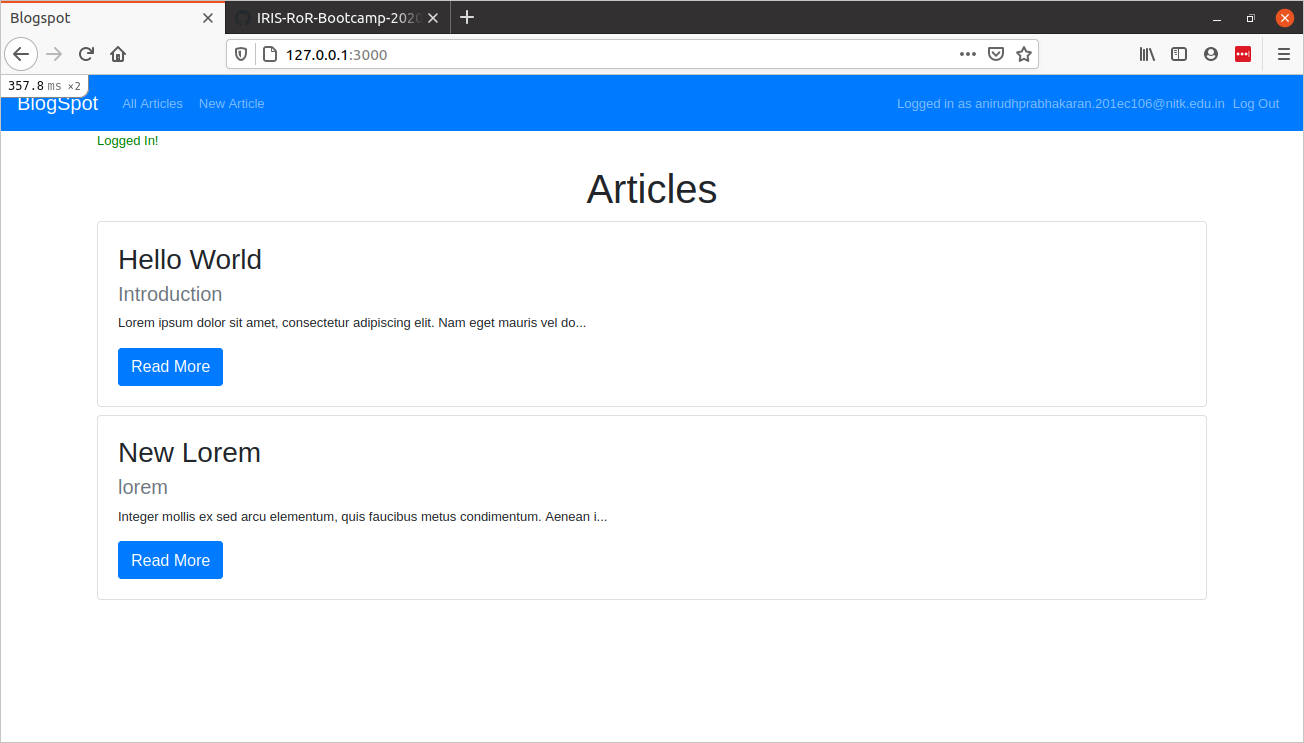 Blogspot
IRIS-RoR-Bootcamp-2020
127.0.0.1:3000
357.8 ms ×2
BlogSpot All Articles New Article Logged in as anirudhprabhakaran.201ec106@nitk.edu.in Log Out
Logged In!
Articles
Hello World
Introduction
Lorem ipsum dolor sit amet, consectetur adipiscing elit. Nam eget mauris vel do...
Read More
New Lorem
lorem
Integer mollis ex sed arcu elementum, quis faucibus metus condimentum. Aenean i...
Read More